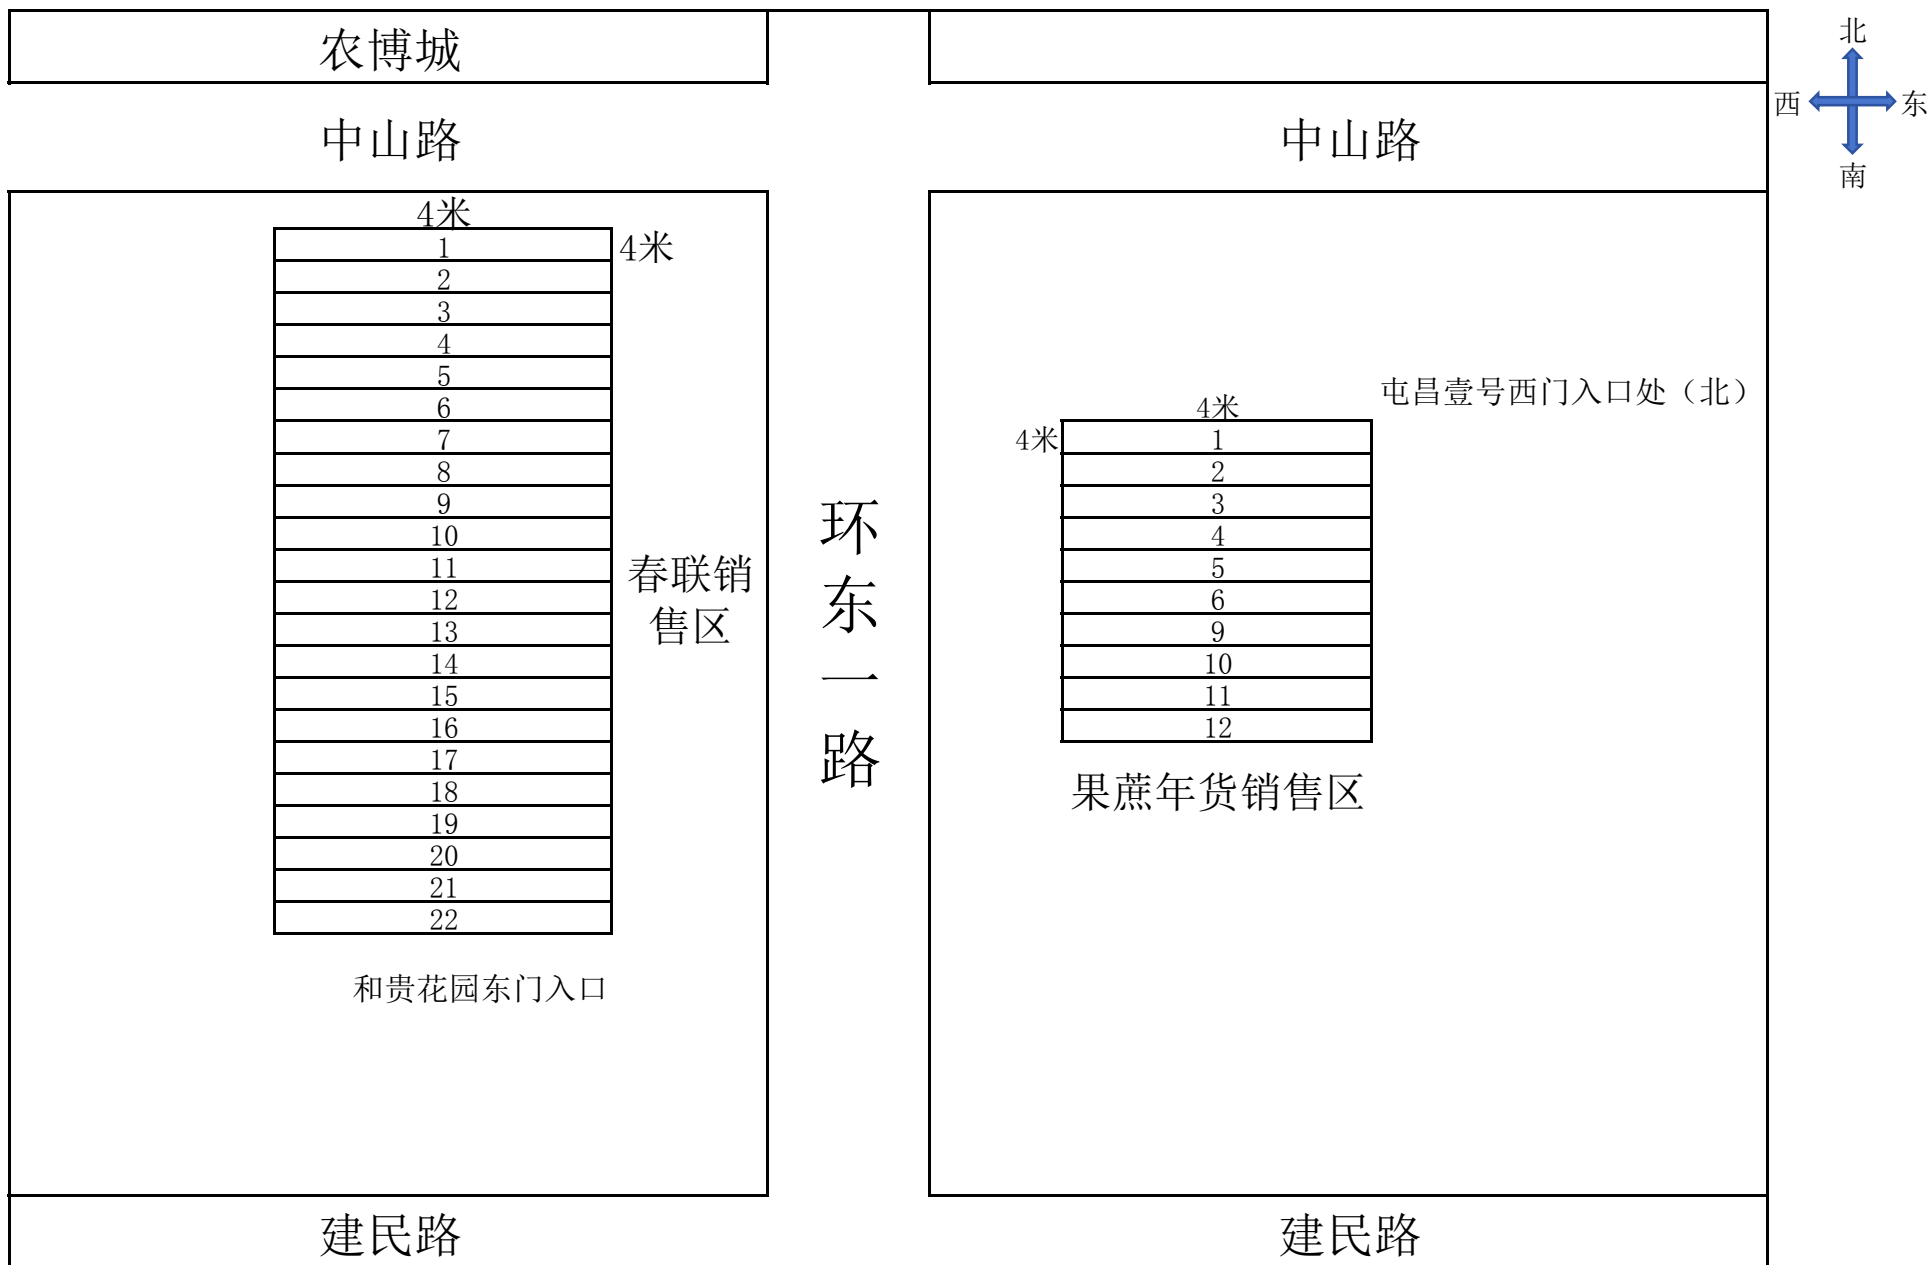 农博城
北
西
东
南
中山路
中山路
4米
4米
1
2
3
4
5
6
7
8
9
10
11
12
13
14
15
16
17
18
19
20
21
22
春联销
售区
和贵花园东门入口
环
东
一
路
屯昌壹号西门入口处（北）
4米
4米
1
2
3
4
5
6
9
10
11
12
果蔗年货销售区
建民路
建民路